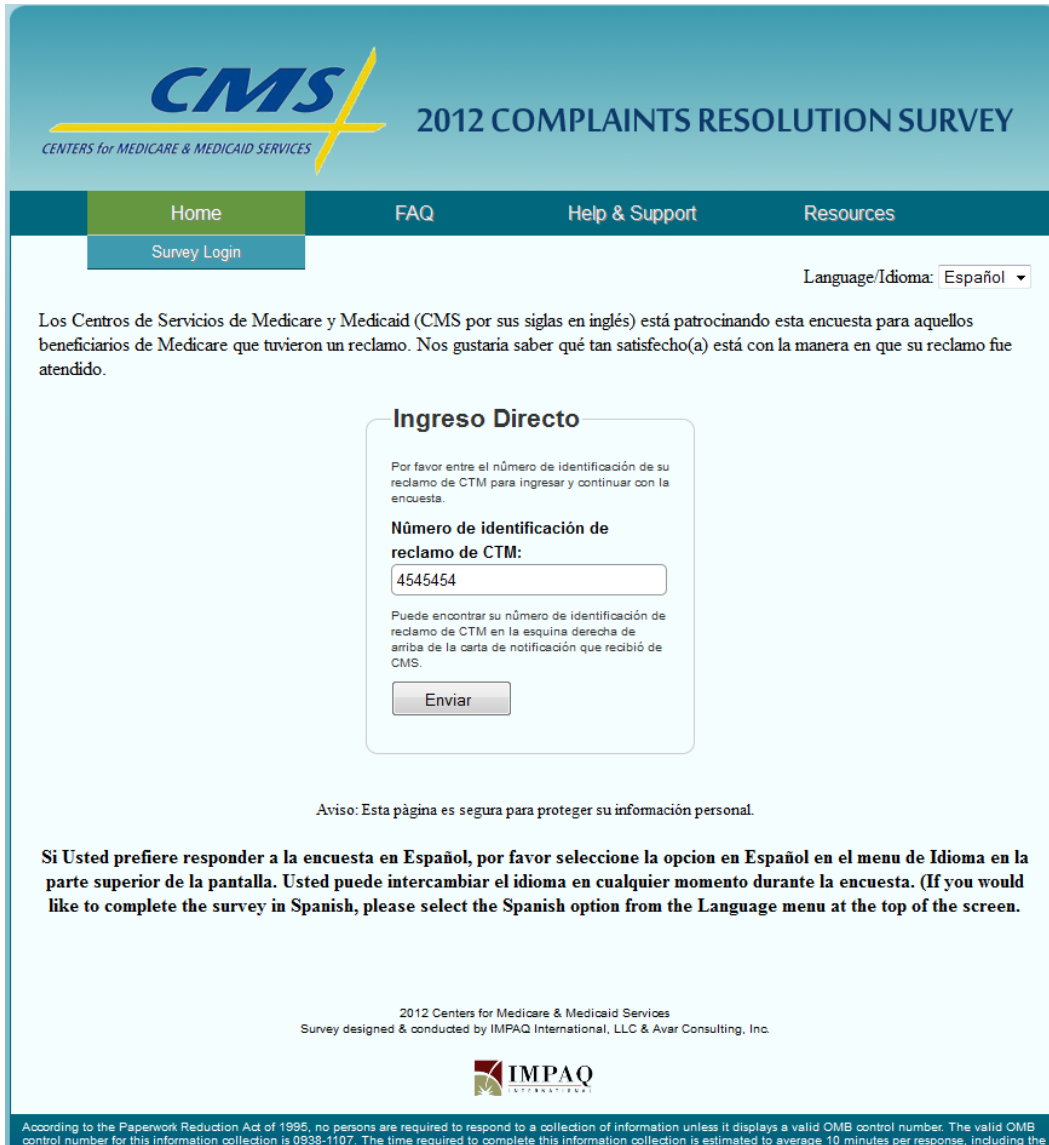 CMS
CENTERS for MEDICARE & MEDICAID SERVICES
2012 COMPLAINTS RESOLUTION SURVEY
Home FAQ Help & Support Resources
Survey Login
Language/Idioma: Español
Los Centros de Servicios de Medicare y Medicaid (CMS por sus siglas en inglés) está patrocinando esta encuesta para aquellos
beneficiarios de Medicare que tuvieron un reclamo. Nos gustaria saber qué tan satisfecho(a) está con la manera en que su reclamo fue
atendido.
Ingreso Directo
Por favor entre el nûmero de identificación de su
reclamo de CTM para ingresar y continuar con la
encuesta.
Nûmero de identificación de
reclamo de CTM:
4545454
Puede encontrar su nûmero de identificación de
reclamo de CTM en la esquina derecha de
arriba de la carta de notificación que recibió de
CMS.
Enviar
Aviso: Esta pàgina es segura para proteger su información personal.
Si Usted prefiere responder a la encuesta en Español, por favor seleccione la opcion en Español en el menu de Idioma en la
parte superior de la pantalla. Usted puede intercambiar el idioma en cualquier momento durante la encuesta. (If you would
like to complete the survey in Spanish, please select the Spanish option from the Language menu at the top of the screen.
2012 Centers for Medicare & Medicaid Services
Survey designed & conducted by IMPAQ International, LLC & Avar Consulting, Inc.
IMPAQ
INTERNATIONAL
According to the Paperwork Reduction Act of 1995, no persons are required to respond to a collection of information unless it displays a valid OMB control number. The valid OMB
control number for this information collection is 0938-1107. The time required to complete this information collection is estimated to average 10 minutes per response, including the